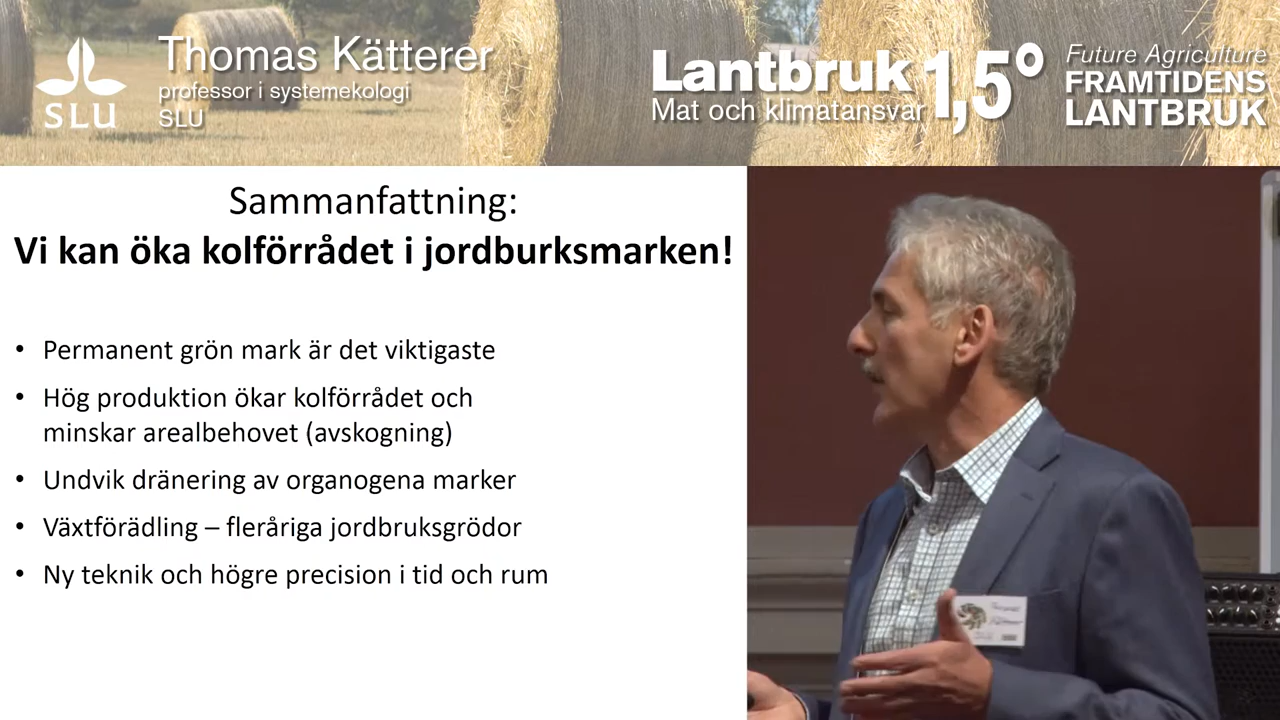 SLU
Thomas Kätterer
professor i systemekologi
SLU
Lantbruk 1,5°
Mat och klimatansvar
Future Agriculture
FRAMTIDENS
LANTBRUK
Sammanfattning:
Vi kan öka kolförrådet i jordburksmarken!
• Permanent grön mark är det viktigaste
• Hög produktion ökar kolförrådet och
minskar arealbehovet (avskogning)
• Undvik dränering av organogena marker
• Växtförädling – fleråriga jordbruksgrödor
• Ny teknik och högre precision i tid och rum